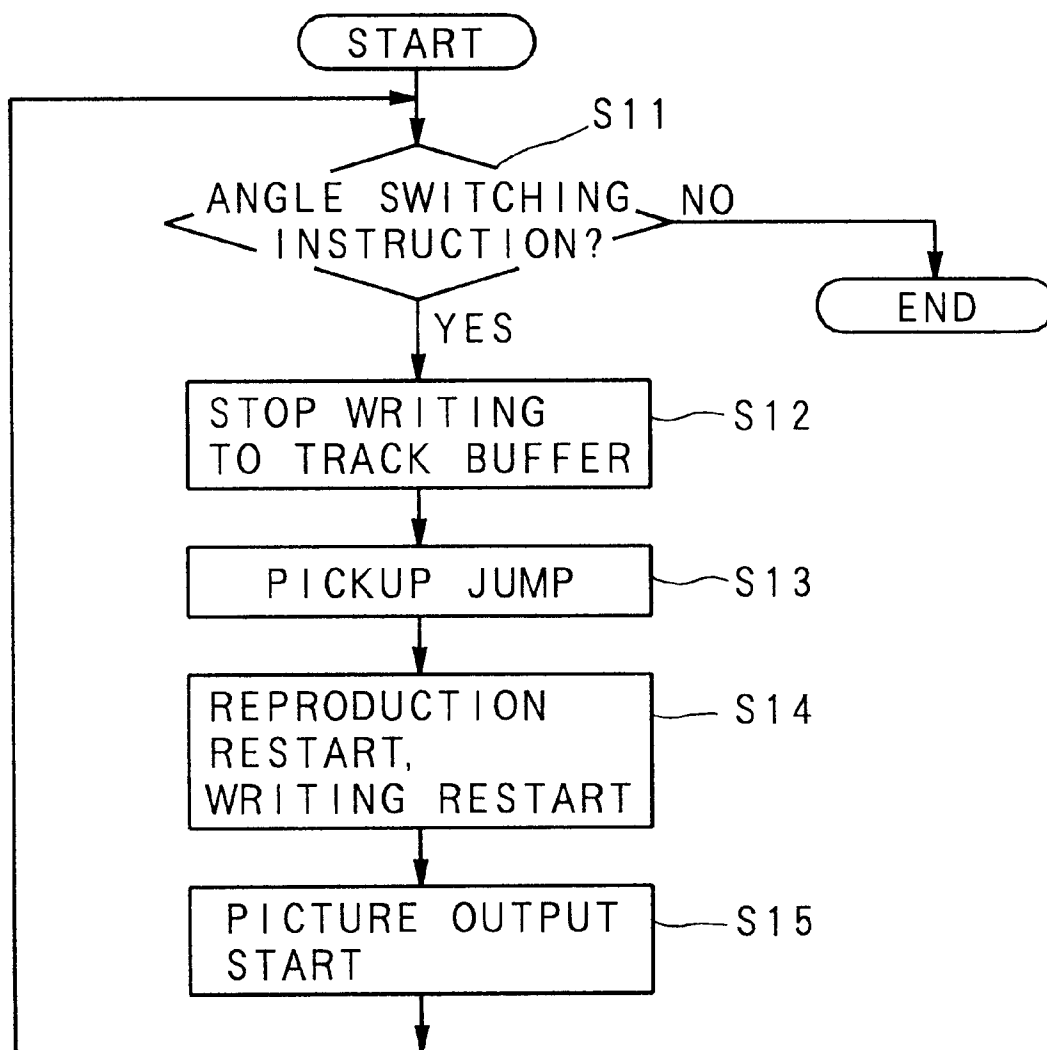 START
S11
ANGLE SWITCHING
INSTRUCTION?
NO
END
YES
STOP WRITING
TO TRACK BUFFER
S12
PICKUP JUMP
S13
REPRODUCTION
RESTART,
WRITING RESTART
S14
PICTURE OUTPUT
START
S15